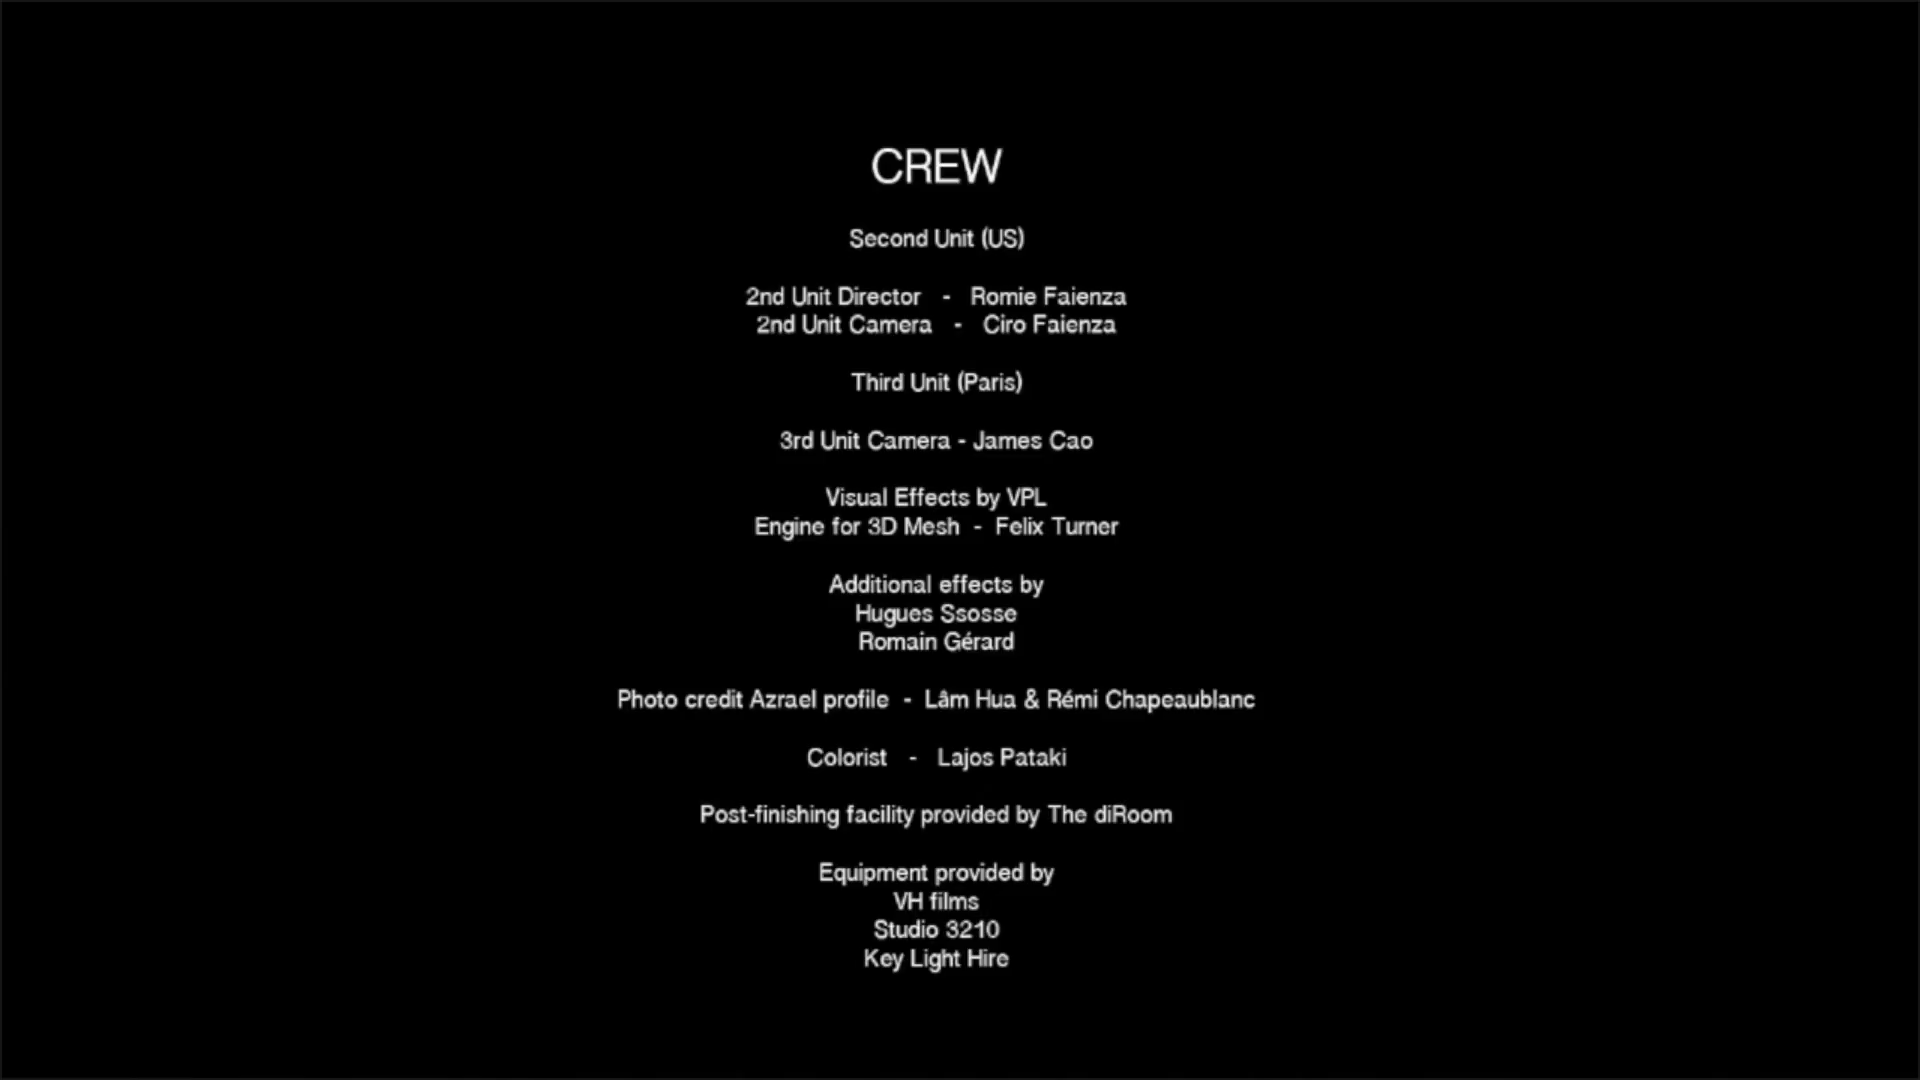 CREW
Second Unit (US)
2nd Unit Director - Romie Faienza
2nd Unit Camera - Ciro Faienza
Third Unit (Paris)
3rd Unit Camera - James Cao
Visual Effects by VPL
Engine for 3D Mesh - Felix Turner
Additional effects by
Hugues Ssosse
Romain Gérard
Photo credit Azrael profile - Lâm Hua & Rémi Chapeaublanc
Colorist - Lajos Pataki
Post-finishing facility provided by The diRoom
Equipment provided by
VH films
Studio 3210
Key Light Hire